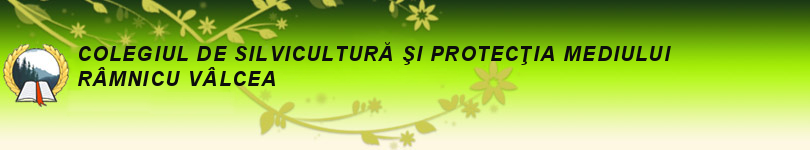 COLEGIUL DE SILVICULTURĂ ŞI PROTECŢIA MEDIULUI
RÂMNICU VÂLCEA